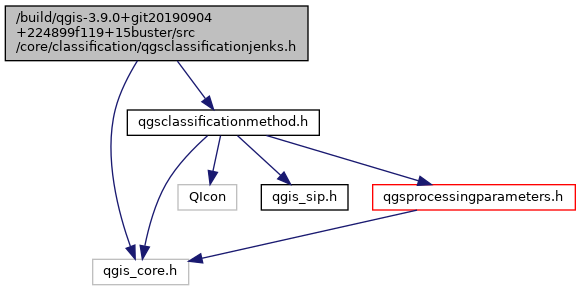 /build/qgis-3.9.0+git20190904
+224899f119+15buster/src
/core/classification/qgsclassificationjenks.h
qgsclassificationmethod.h
QIcon
qgis_sip.h
qgsprocessingparameters.h
qgis_core.h